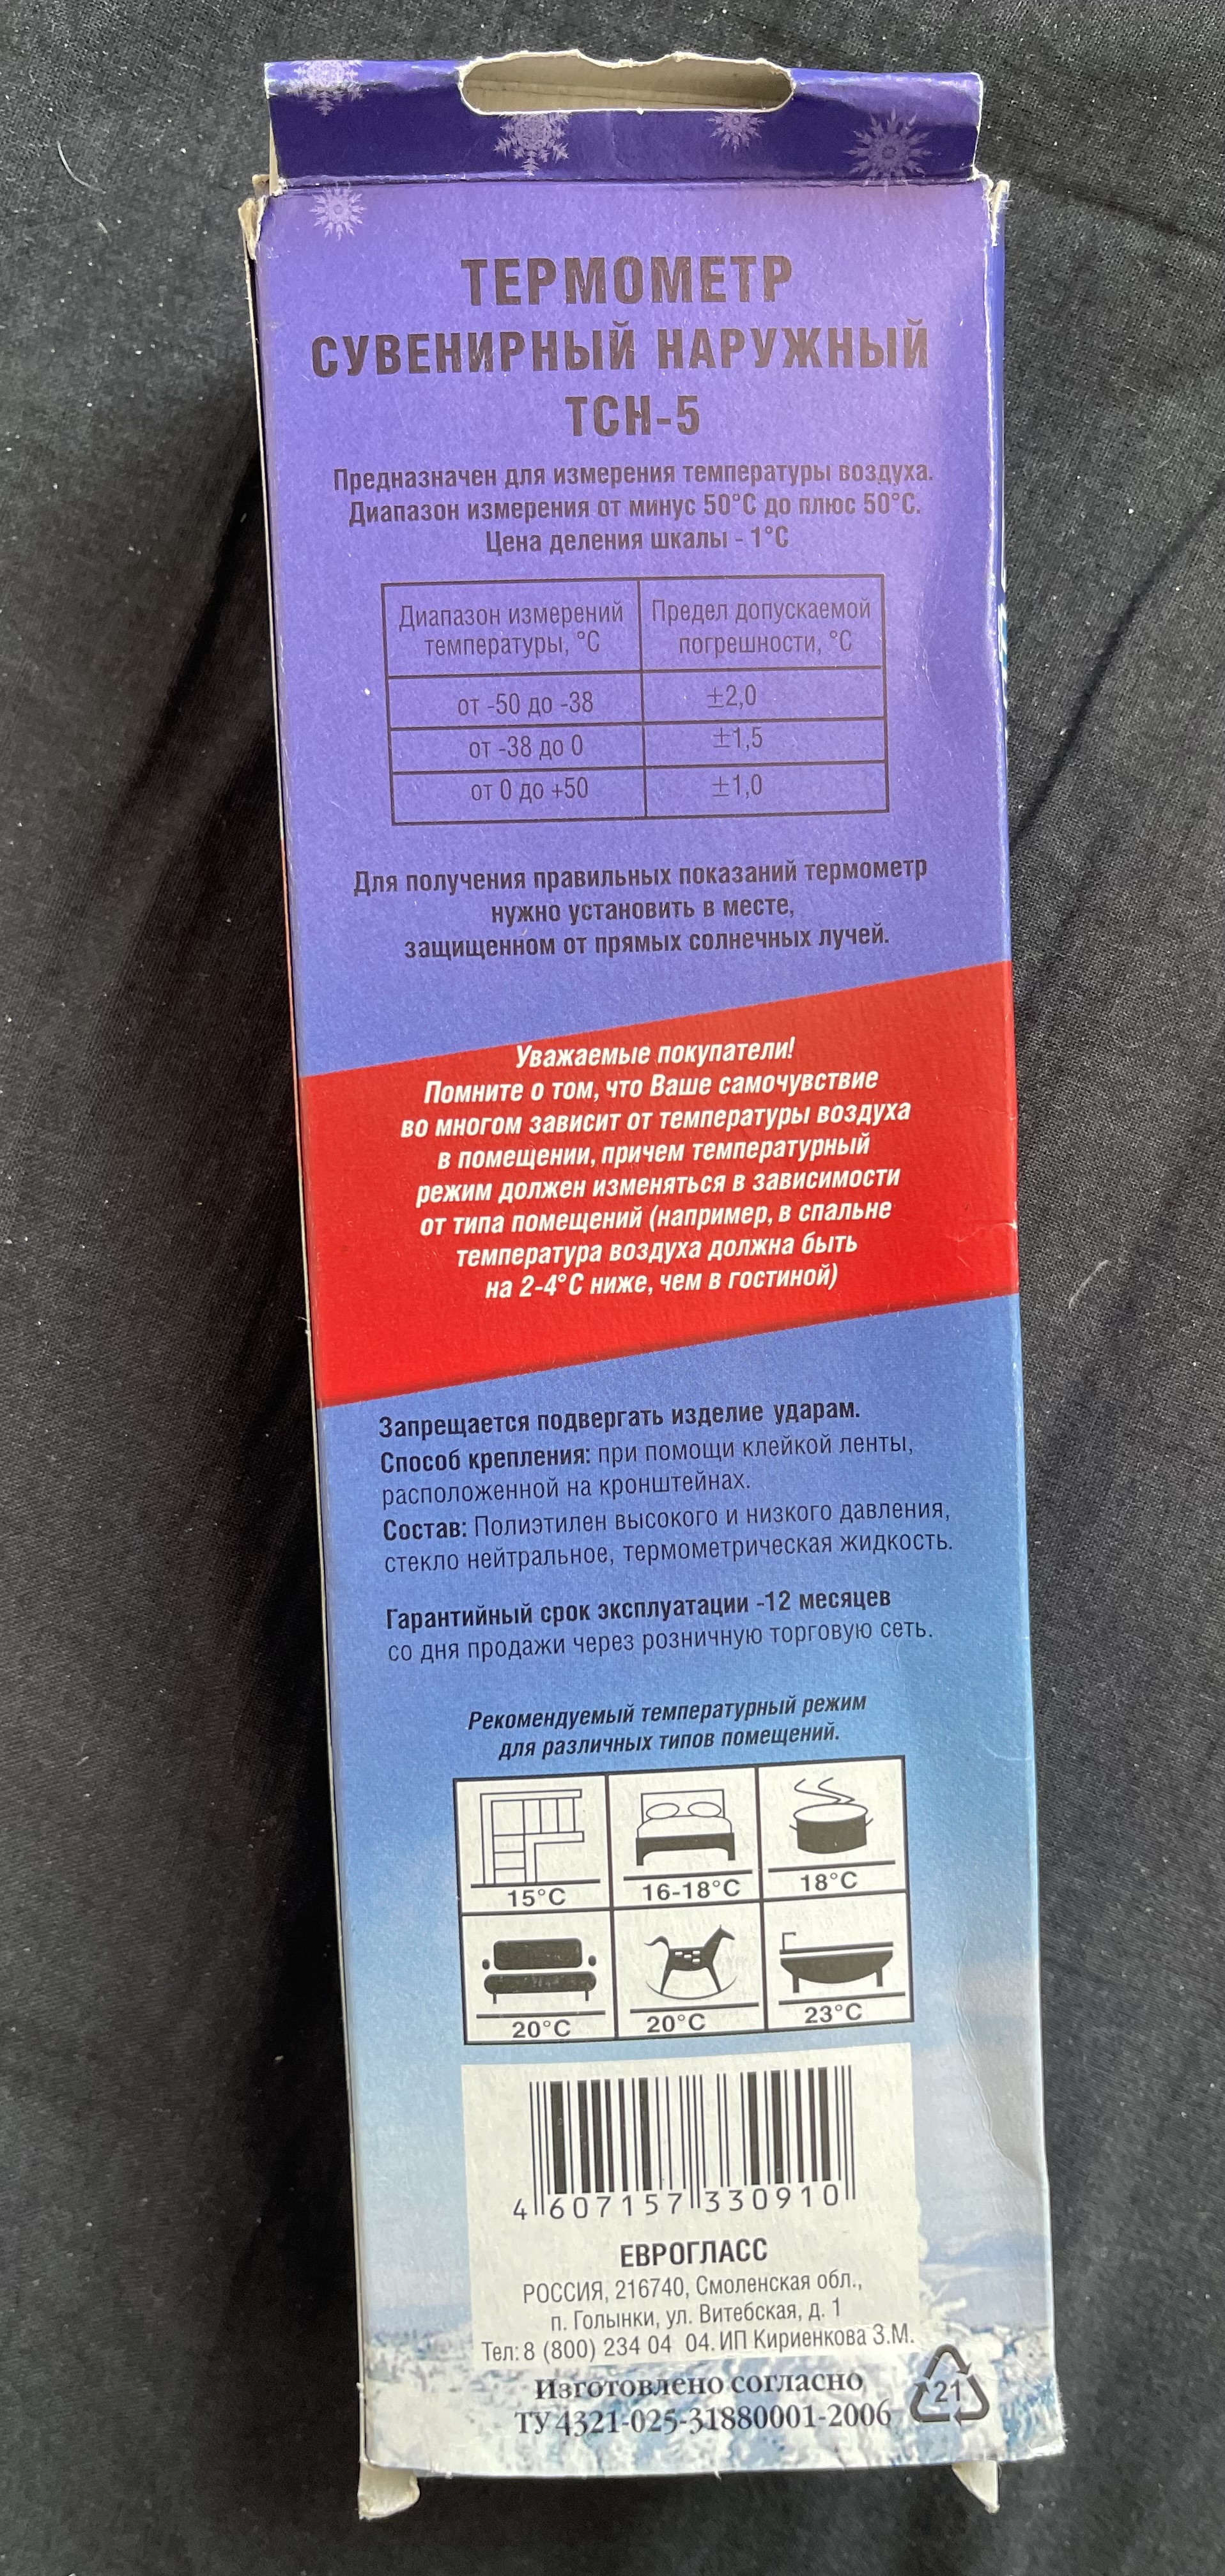 ТЕРМОМЕТР
СУВЕНИРНЫЙ НАРУЖНЫЙ
ТСН-5
Предназначен для измерения температуры воздуха.
Диапазон измерения от минус 50°С до плюс 50°С.
Цена деления шкалы - 1°С
Диапазон измерений температуры, °С
Предел допускаемой погрешности, °С
от -50 до -38 ±2,0
от -38 до 0 ±1,5
от 0 до +50 ±1,0
Для получения правильных показаний термометр
нужно установить в месте,
защищенном от прямых солнечных лучей.
Уважаемые покупатели!
Помните о том, что Ваше самочувствие
во многом зависит от температуры воздуха
в помещении, причем температурный
режим должен изменяться в зависимости
от типа помещений (например, в спальне
температура воздуха должна быть
на 2-4°С ниже, чем в гостиной)
Запрещается подвергать изделие ударам.
Способ крепления: при помощи клейкой ленты,
расположенной на кронштейнах.
Состав: Полиэтилен высокого и низкого давления,
стекло нейтральное, термометрическая жидкость.
Гарантийный срок эксплуатации -12 месяцев
со дня продажи через розничную торговую сеть.
Рекомендуемый температурный режим
для различных типов помещений.
15°C 16-18°C 18°C
20°C 20°C 23°C
4 607157 330910
ЕВРОГЛАСС
РОССИЯ, 216740, Смоленская обл.,
п. Голынки, ул. Витебская, д. 1
Тел: 8 (800) 234 04 04. ИП Кириенкова З.М.
Изготовлено согласно
ТУ 4321-025-31880001-2006
21